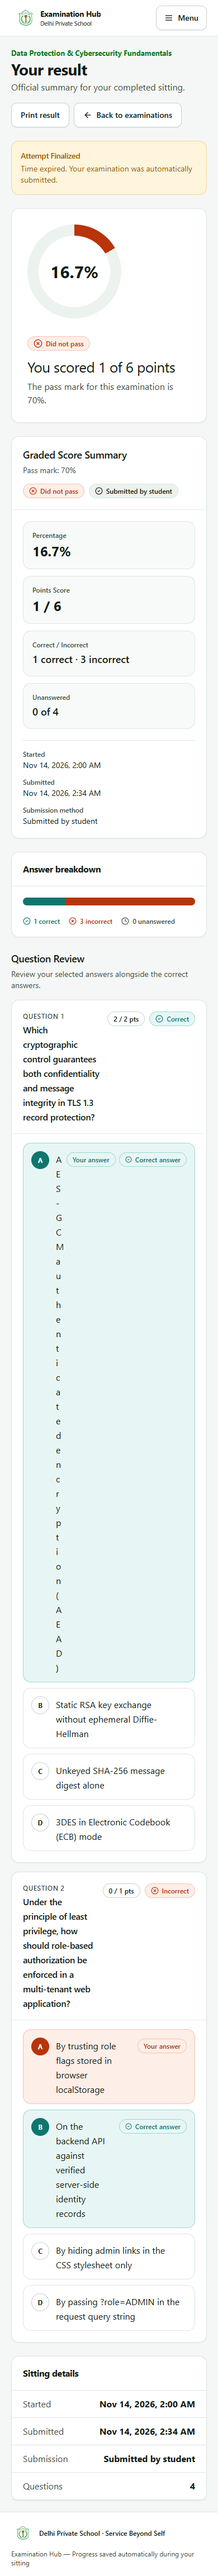 Examination Hub
Delhi Private School
Menu
Data Protection & Cybersecurity Fundamentals
Your result
Official summary for your completed sitting.
Print result
Back to examinations
Attempt Finalized
Time expired. Your examination was automatically
submitted.
16.7%
Did not pass
You scored 1 of 6 points
The pass mark for this examination is
70%.
Graded Score Summary
Pass mark: 70%
Did not pass
Submitted by student
Percentage
16.7%
Points Score
1 / 6
Correct / Incorrect
1 correct · 3 incorrect
Unanswered
0 of 4
Started
Nov 14, 2026, 2:00 AM
Submitted
Nov 14, 2026, 2:34 AM
Submission method
Submitted by student
Answer breakdown
1 correct
3 incorrect
0 unanswered
Question Review
Review your selected answers alongside the correct
answers.
QUESTION 1
2 / 2 pts
Correct
Which
cryptographic
control guarantees
both confidentiality
and message
integrity in TLS 1.3
record protection?
A
Your answer
Correct answer
A
E
S
-
G
C
M
a
u
t
h
e
n
t
i
c
a
t
e
d
e
n
c
r
y
p
t
i
o
n
(
A
E
A
D
)
B
Static RSA key exchange
without ephemeral Diffie-
Hellman
C
Unkeyed SHA-256 message
digest alone
D
3DES in Electronic Codebook
(ECB) mode
QUESTION 2
0 / 1 pts
Incorrect
Under the
principle of least
privilege, how
should role-based
authorization be
enforced in a
multi-tenant web
application?
A
Your answer
By trusting role
flags stored in
browser
localStorage
B
Correct answer
On the
backend API
against
verified
server-side
identity
records
C
By hiding admin links in the
CSS stylesheet only
D
By passing ?role=ADMIN in the
request query string
Sitting details
Started Nov 14, 2026, 2:00 AM
Submitted Nov 14, 2026, 2:34 AM
Submission Submitted by student
Questions 4
Delhi Private School · Service Beyond Self
Examination Hub — Progress saved automatically during your
sitting